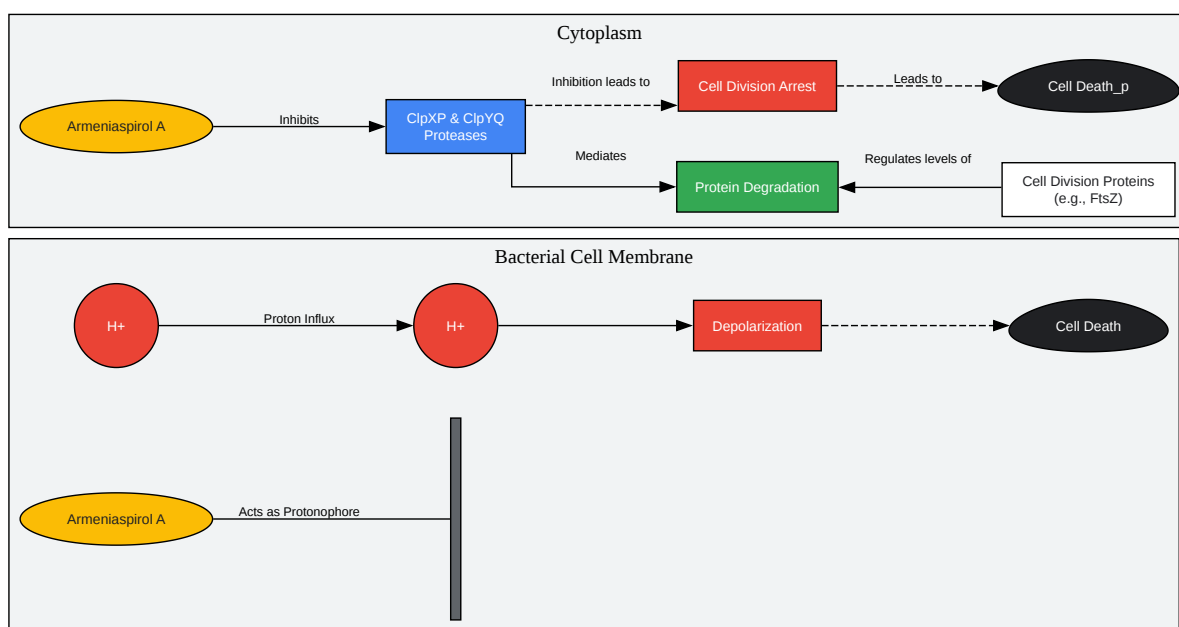 Cytoplasm
Armeniaspirol A
Inhibits
ClpXP & ClpYQ
Proteases
Inhibition leads to
Cell Division Arrest
Leads to
Cell Death_p
Mediates
Protein Degradation
Regulates levels of
Cell Division Proteins
(e.g., FtsZ)
Bacterial Cell Membrane
H+
Proton Influx
H+
Depolarization
Cell Death
Armeniaspirol A
Acts as Protonophore